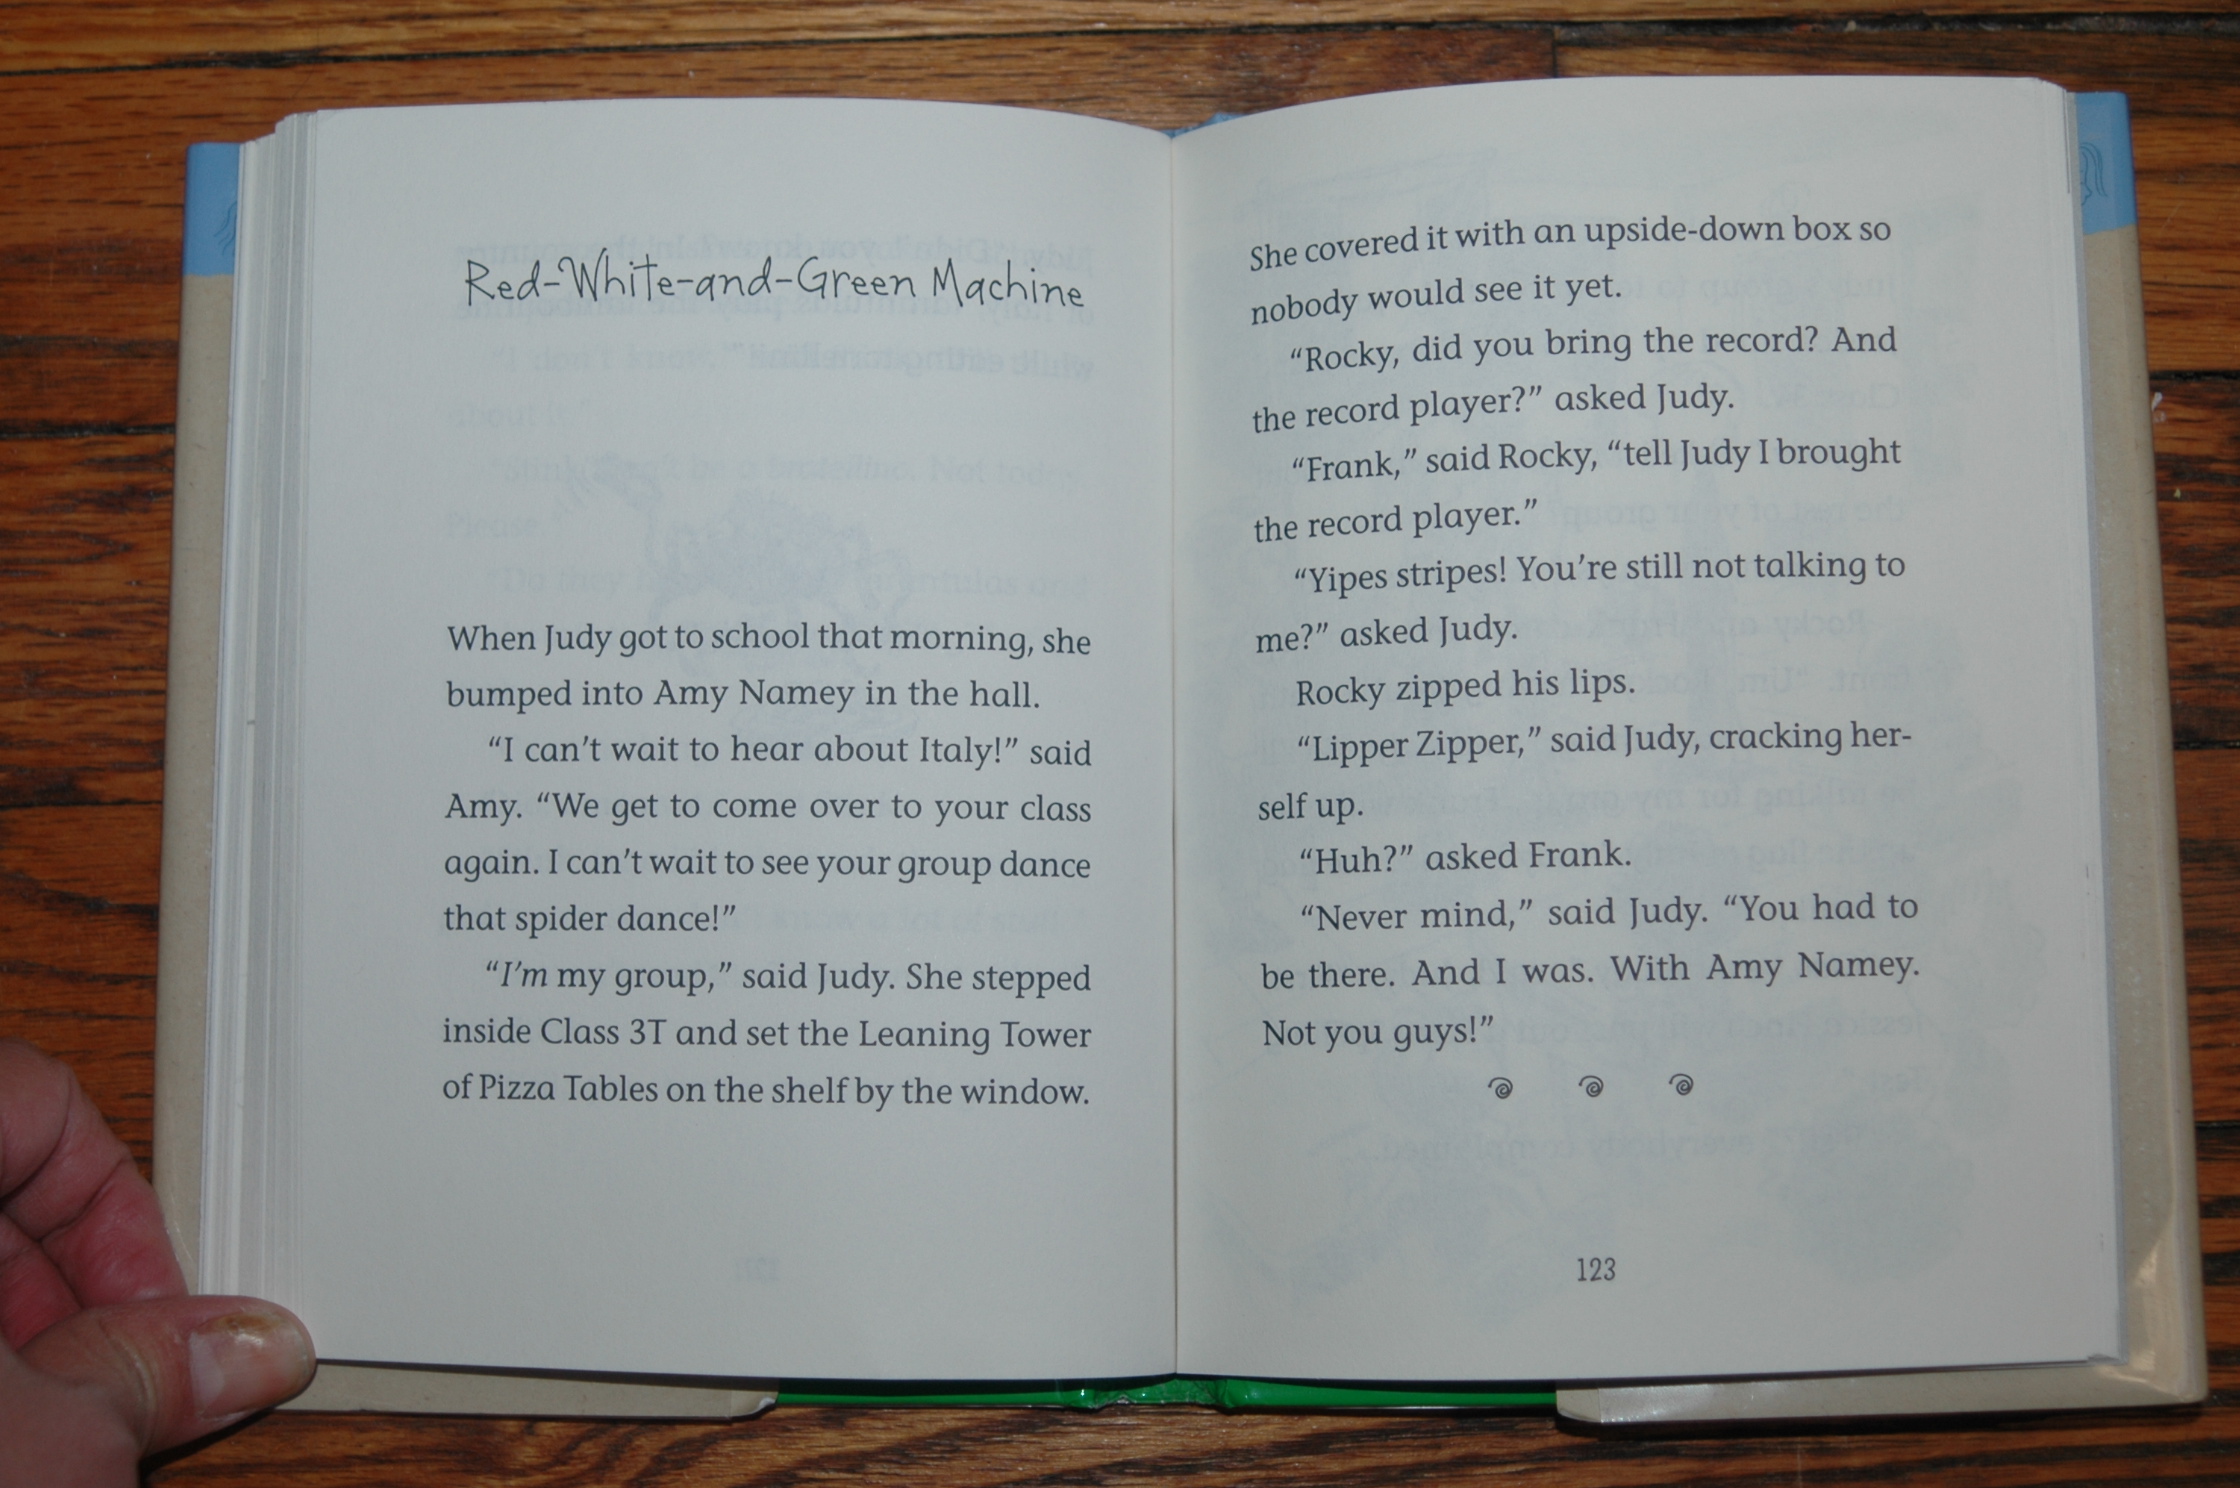 Red-White-and-Green Machine
When Judy got to school that morning, she
bumped into Amy Namey in the hall.
“I can’t wait to hear about Italy!” said
Amy. “We get to come over to your class
again. I can’t wait to see your group dance
that spider dance!”
“I’m my group,” said Judy. She stepped
inside Class 3T and set the Leaning Tower
of Pizza Tables on the shelf by the window.
She covered it with an upside-down box so
nobody would see it yet.
“Rocky, did you bring the record? And
the record player?” asked Judy.
“Frank,” said Rocky, “tell Judy I brought
the record player.”
“Yipes stripes! You’re still not talking to
me?” asked Judy.
Rocky zipped his lips.
“Lipper Zipper,” said Judy, cracking her-
self up.
“Huh?” asked Frank.
“Never mind,” said Judy. “You had to
be there. And I was. With Amy Namey.
Not you guys!”
123